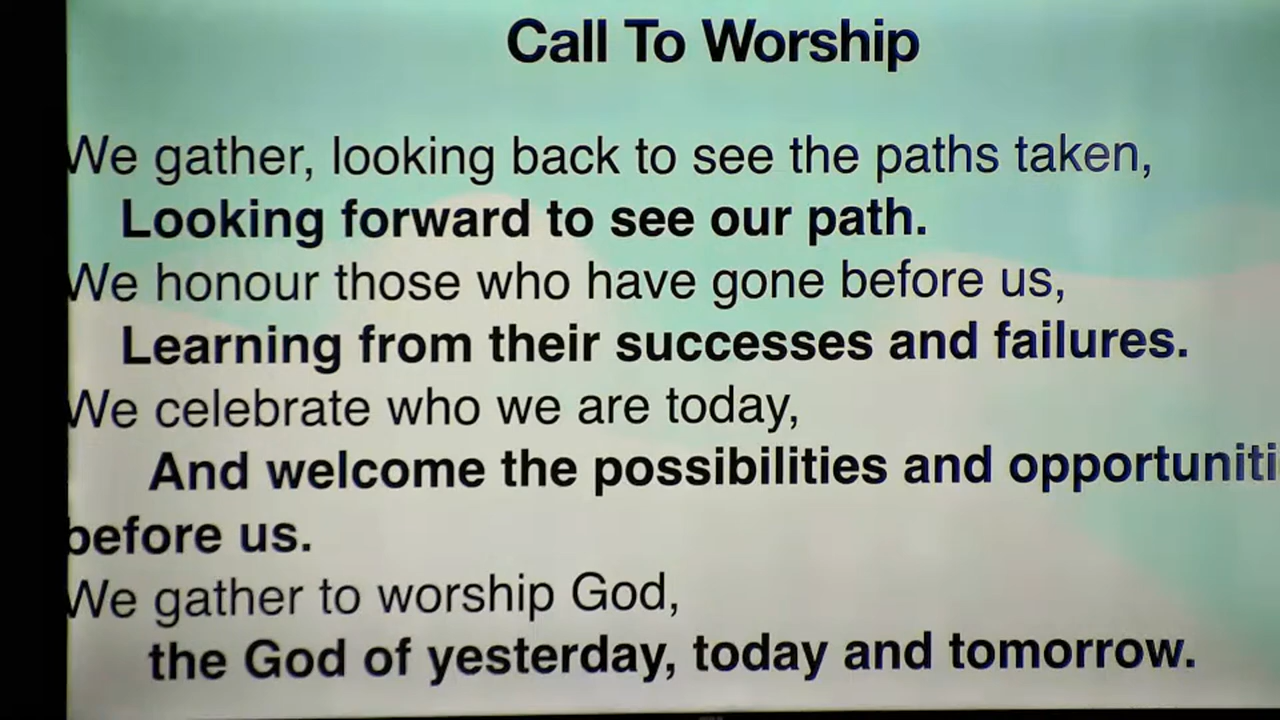 Call To Worship
We gather, looking back to see the paths taken,
Looking forward to see our path.
We honour those who have gone before us,
Learning from their successes and failures.
We celebrate who we are today,
And welcome the possibilities and opportuniti
before us.
We gather to worship God,
the God of yesterday, today and tomorrow.